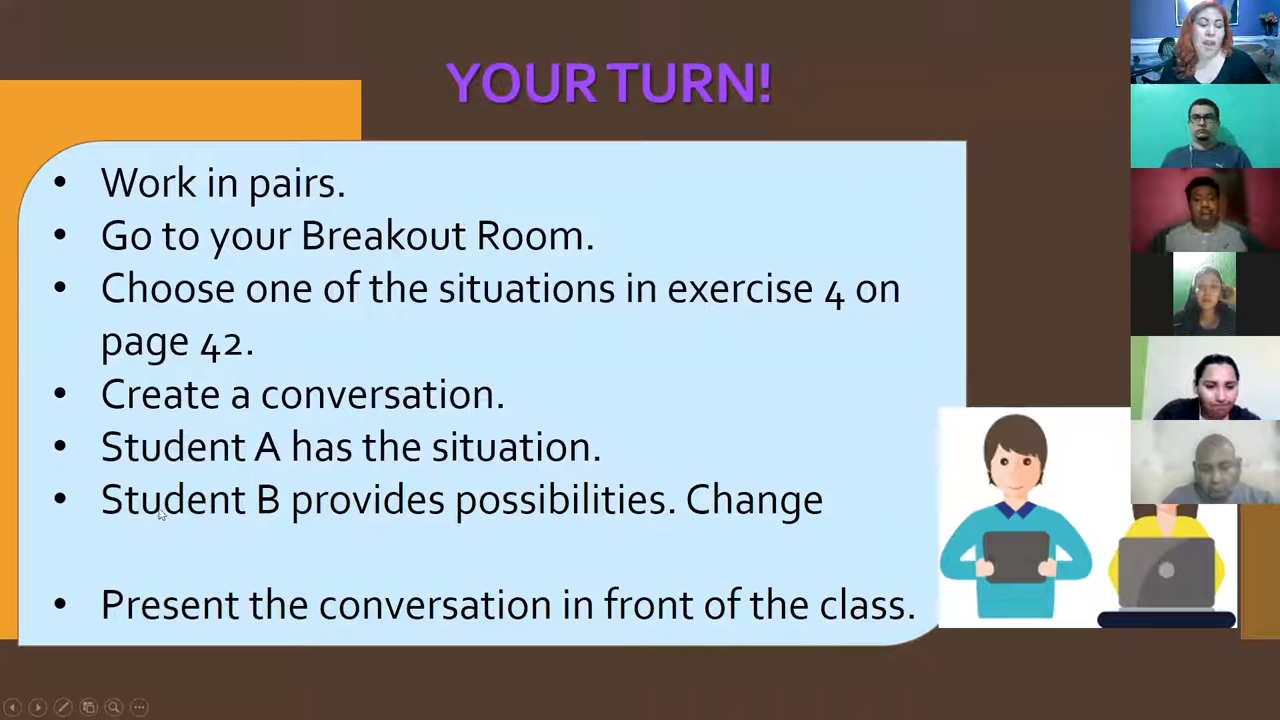 YOUR TURN!
• Work in pairs.
• Go to your Breakout Room.
• Choose one of the situations in exercise 4 on
page 42.
• Create a conversation.
• Student A has the situation.
• Student B provides possibilities. Change
• Present the conversation in front of the class.